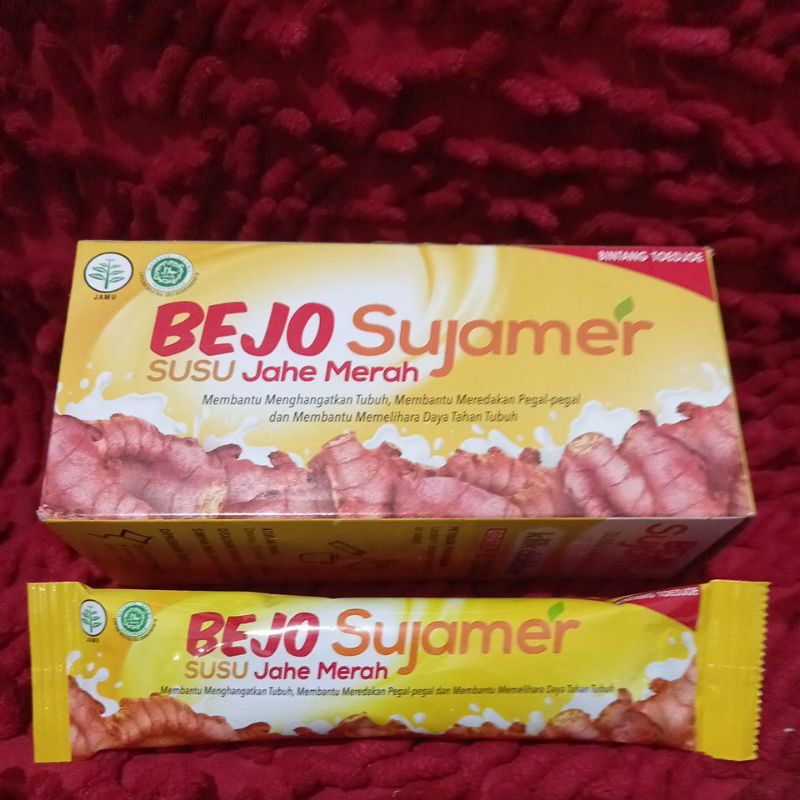 JAMU
BINTANG TOEDJOE
BEJO Sujamer
SUSU Jahe Merah
Membantu Menghangatkan Tubuh, Membantu Meredakan Pegal-pegal
dan Membantu Memelihara Daya Tahan Tubuh
BINTANG TOEDJOE
JAMU
BEJO Sujamer
SUSU Jahe Merah
Membantu Menghangatkan Tubuh, Membantu Meredakan Pegal-pegal dan Membantu Memelihara Daya Tahan Tubuh